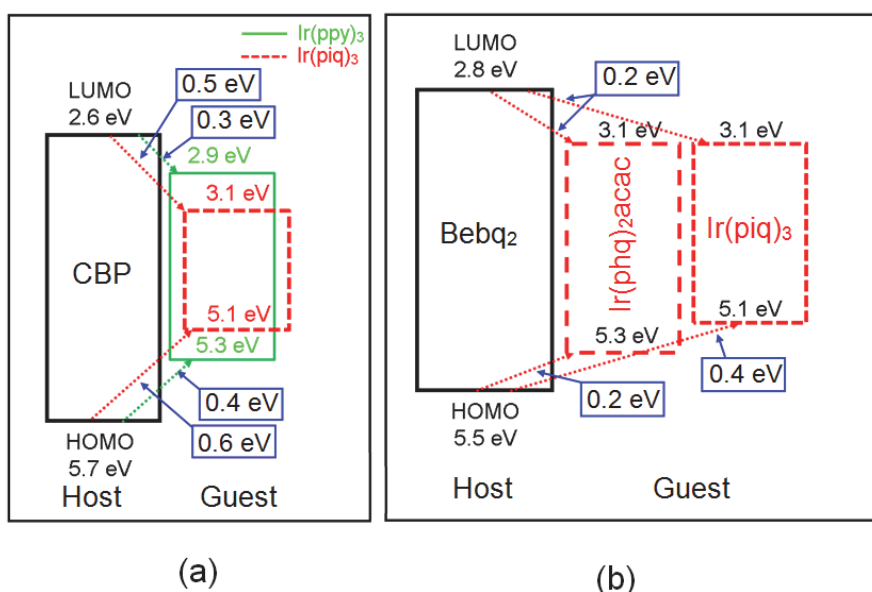 Ir(ppy)₃
Ir(piq)₃
LUMO
2.6 eV
0.5 eV
0.3 eV
2.9 eV
3.1 eV
CBP
5.1 eV
5.3 eV
0.4 eV
0.6 eV
HOMO
5.7 eV
Host
Guest
(a)
LUMO
2.8 eV
0.2 eV
3.1 eV
3.1 eV
Bebq₂
Ir(phq)₂acac
Ir(piq)₃
5.3 eV
5.1 eV
0.4 eV
0.2 eV
HOMO
5.5 eV
Host
Guest
(b)